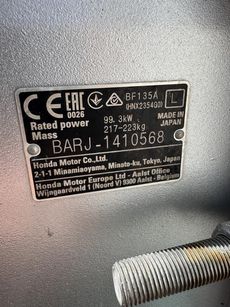 CE EAC BF135A L
0026 (HNX2354GD)
Rated power 99.3kW MADE IN
Mass 217-223kg JAPAN
BARJ-1410568
Honda Motor Co.,Ltd.
2-1-1 Minamiaoyama, Minato-ku, Tokyo, Japan
Honda Motor Europe Ltd - Aalst Office
Wijngaardveld 1 (Noord V) 9300 Aalst - Belgium